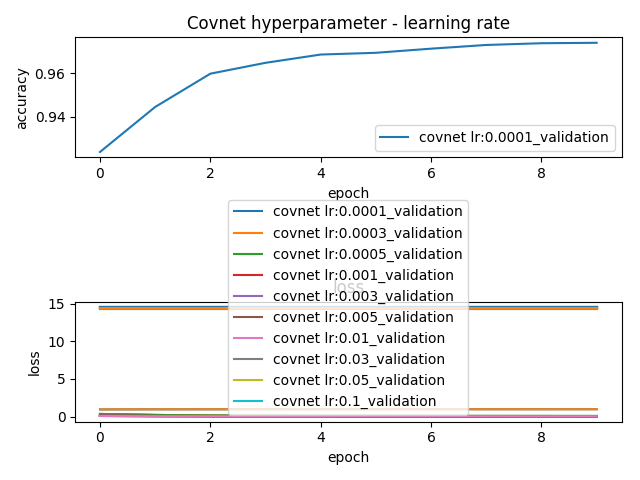 Covnet hyperparameter - learning rate
accuracy
0.96
0.94
covnet lr:0.0001_validation
0 2 4 6 8
epoch
covnet lr:0.0001_validation
covnet lr:0.0003_validation
covnet lr:0.0005_validation
covnet lr:0.001_validation
loss
covnet lr:0.003_validation
covnet lr:0.005_validation
covnet lr:0.01_validation
covnet lr:0.03_validation
covnet lr:0.05_validation
covnet lr:0.1_validation
loss
15
10
5
0
0 2 4 6 8
epoch